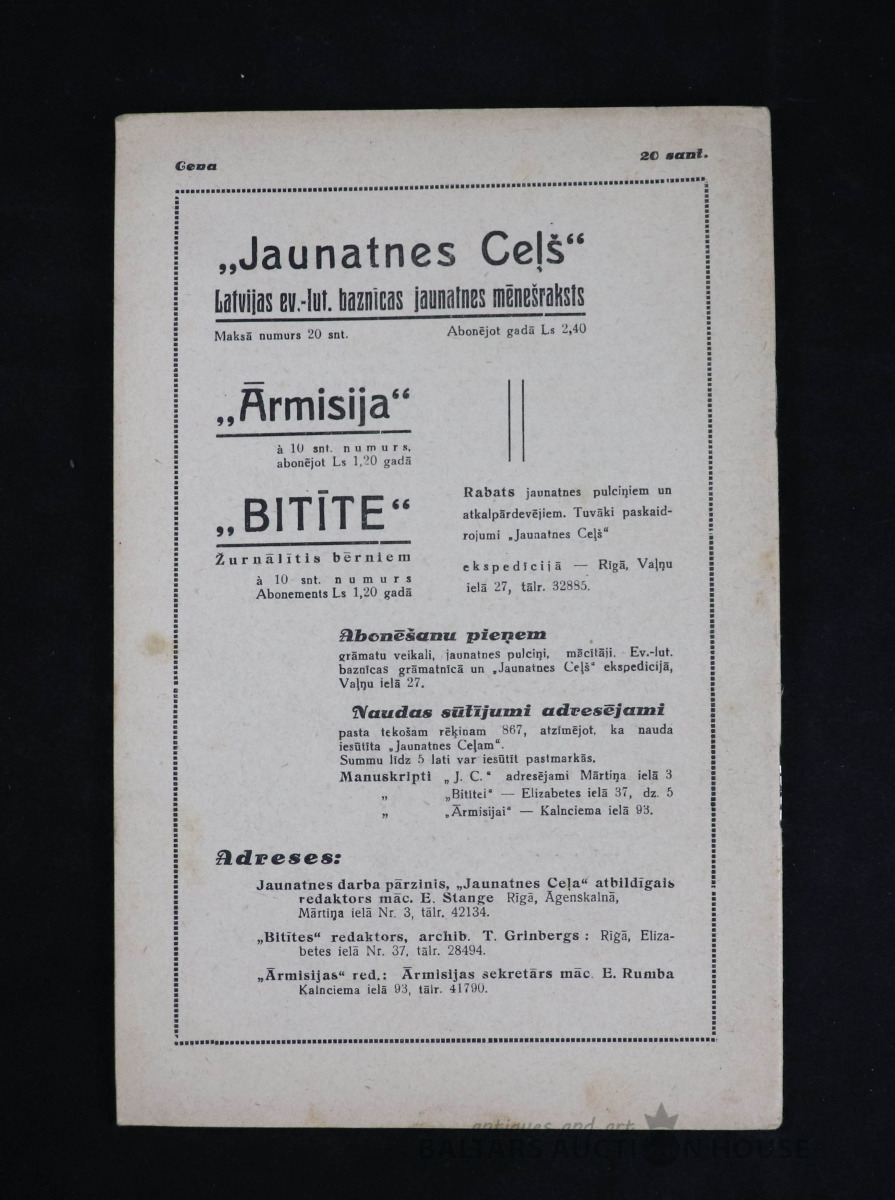 Cena
20 sant.
„Jaunatnes Ceļš“
Latvijas ev.-lut. baznīcas jaunatnes mēnešraksts
Maksā numurs 20 snt.
Abonējot gadā Ls 2,40
„Ārmisija“
à 10 snt. numurs,
abonējot Ls 1,20 gadā
„BITĪTE“
Žurnālītis bērniem
à 10 snt. numurs
Abonements Ls 1,20 gadā
Rabats jaunatnes pulciņiem un
atkalpārdevējiem. Tuvāki paskaid-
rojumi „Jaunatnes Ceļš“
ekspedīcijā — Rīgā, Vaļņu
ielā 27, tālr. 32885.
Abonēšanu pieņem
grāmatu veikali, jaunatnes pulciņi, mācītāji. Ev.-lut.
baznīcas grāmatnīcā un „Jaunatnes Ceļš“ ekspedīcijā,
Vaļņu ielā 27.
Naudas sūtījumi adresējami
pasta tekošam rēķinam 867, atzīmējot, ka nauda
iesūtīta „Jaunatnes Ceļam“.
Summu līdz 5 lati var iesūtīt pastmarkās.
Manuskripti „J. C.“ adresējami Mārtiņa ielā 3
„ „Bitītei“ — Elizabetes ielā 37, dz. 5
„ „Ārmisijai“ — Kalnciema ielā 93.
Adreses:
Jaunatnes darba pārzinis, „Jaunatnes Ceļa“ atbildīgais
redaktors māc. E. Stange Rīgā, Āgenskalnā,
Mārtiņa ielā Nr. 3, tālr. 42134.
„Bitītes“ redaktors, archib. T. Grinbergs: Rīgā, Eliza-
betes ielā Nr. 37, tālr. 28494.
„Ārmisijas“ red.: Ārmisijas sekretārs māc. E. Rumba
Kalnciema ielā 93, tālr. 41790.
antiques and art
BALTARS AUCTION HOUSE